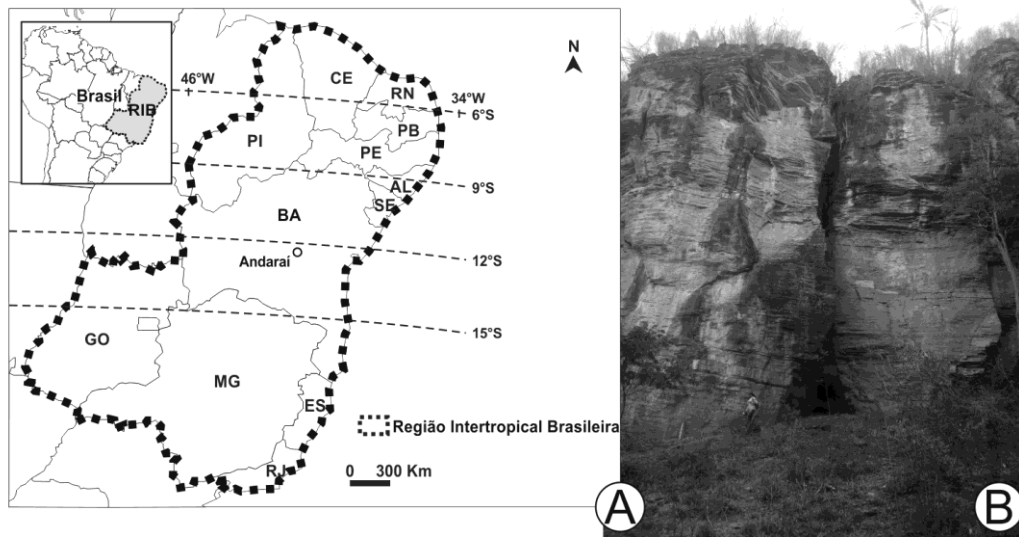 Brasil
RIB
46°W
34°W
N
CE
RN
6°S
PB
PI
PE
9°S
AL
SE
BA
Andaraí
12°S
15°S
GO
MG
ES
Região Intertropical Brasileira
RJ
0 300 Km
A
B